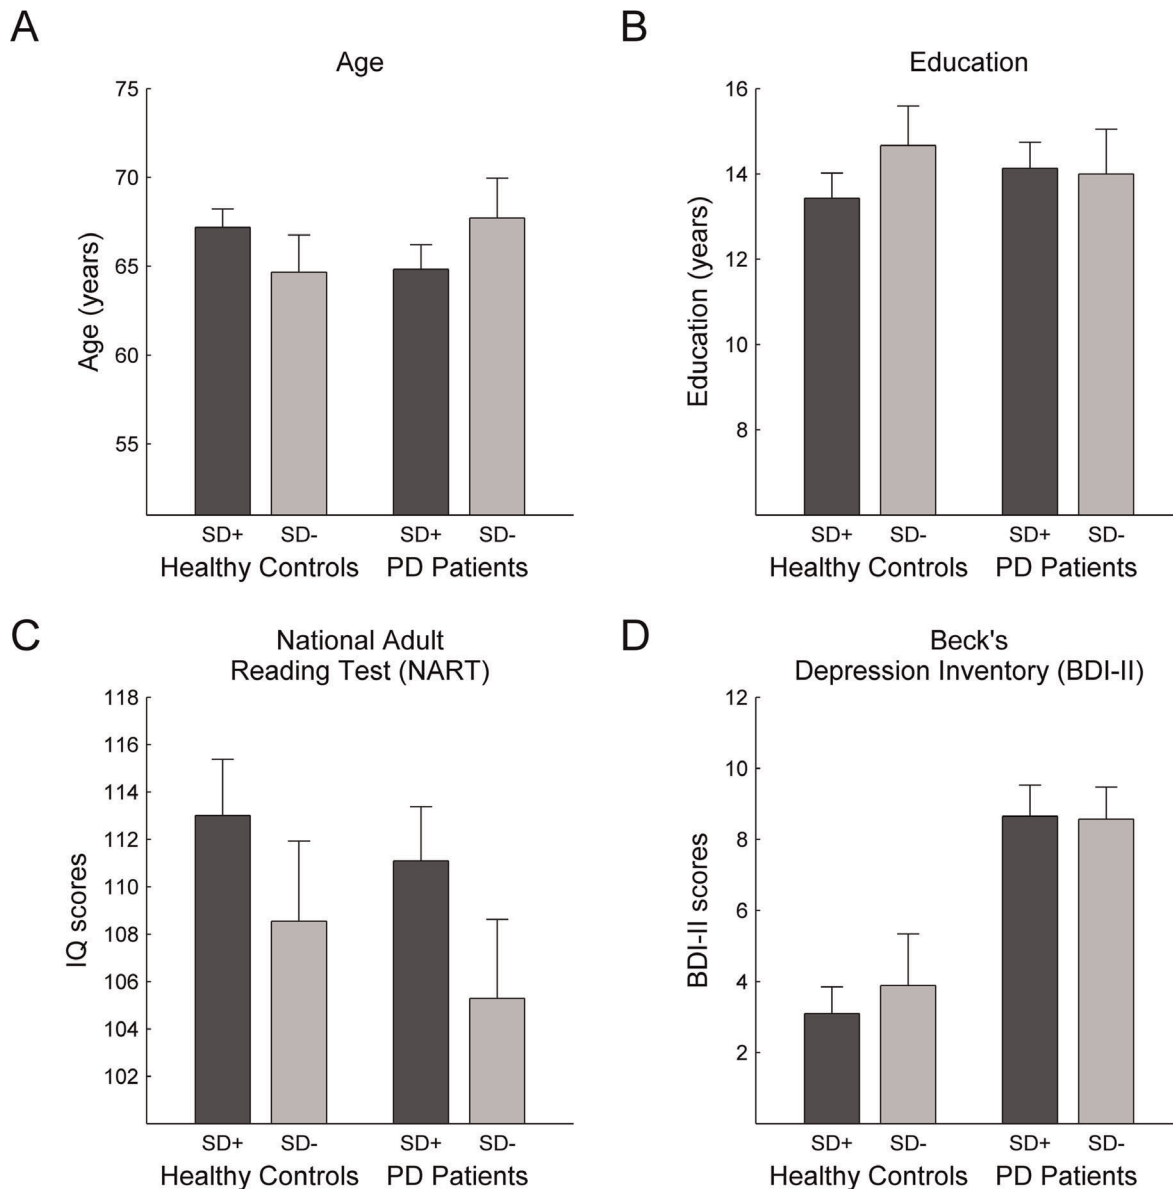 A
Age
75
70
65
60
55
Age (years)
SD+ SD- SD+ SD-
Healthy Controls PD Patients
B
Education
16
14
12
10
8
Education (years)
SD+ SD- SD+ SD-
Healthy Controls PD Patients
C
National Adult
Reading Test (NART)
118
116
114
112
110
108
106
104
102
IQ scores
SD+ SD- SD+ SD-
Healthy Controls PD Patients
D
Beck's
Depression Inventory (BDI-II)
12
10
8
6
4
2
BDI-II scores
SD+ SD- SD+ SD-
Healthy Controls PD Patients